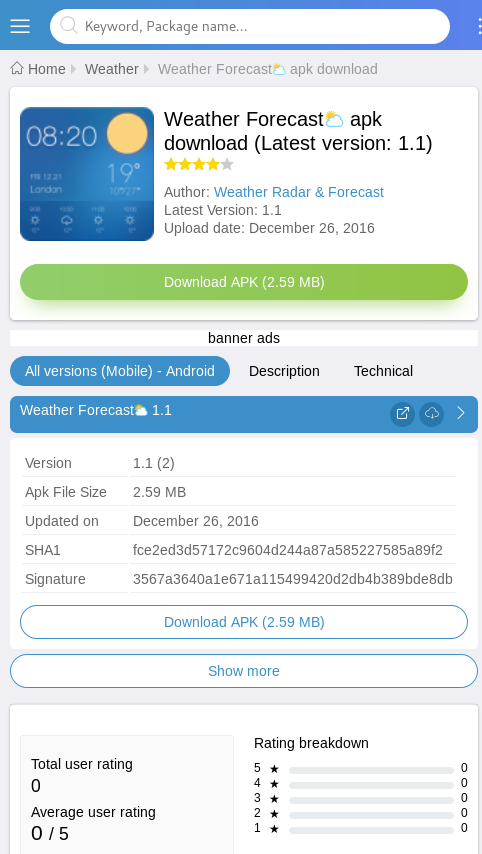 Keyword, Package name...
Home Weather Weather Forecast⛅ apk download
08:20
FRI 12.21
London
19°
Weather Forecast⛅ apk
download (Latest version: 1.1)
Author: Weather Radar & Forecast
Latest Version: 1.1
Upload date: December 26, 2016
Download APK (2.59 MB)
banner ads
All versions (Mobile) - Android Description Technical
Weather Forecast⛅ 1.1
Version 1.1 (2)
Apk File Size 2.59 MB
Updated on December 26, 2016
SHA1 fce2ed3d57172c9604d244a87a585227585a89f2
Signature 3567a3640a1e671a115499420d2db4b389bde8db
Download APK (2.59 MB)
Show more
Total user rating
0
Average user rating
0 / 5
Rating breakdown
5 ★ 0
4 ★ 0
3 ★ 0
2 ★ 0
1 ★ 0